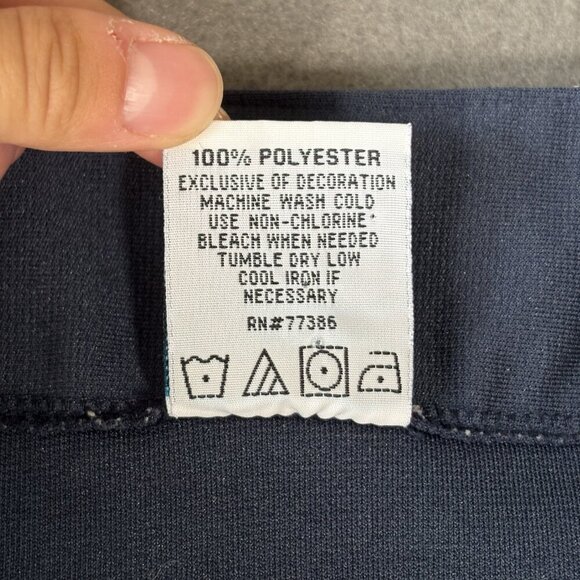 100% POLYESTER
EXCLUSIVE OF DECORATION
MACHINE WASH COLD
USE NON-CHLORINE
BLEACH WHEN NEEDED
TUMBLE DRY LOW
COOL IRON IF
NECESSARY
RN#77386